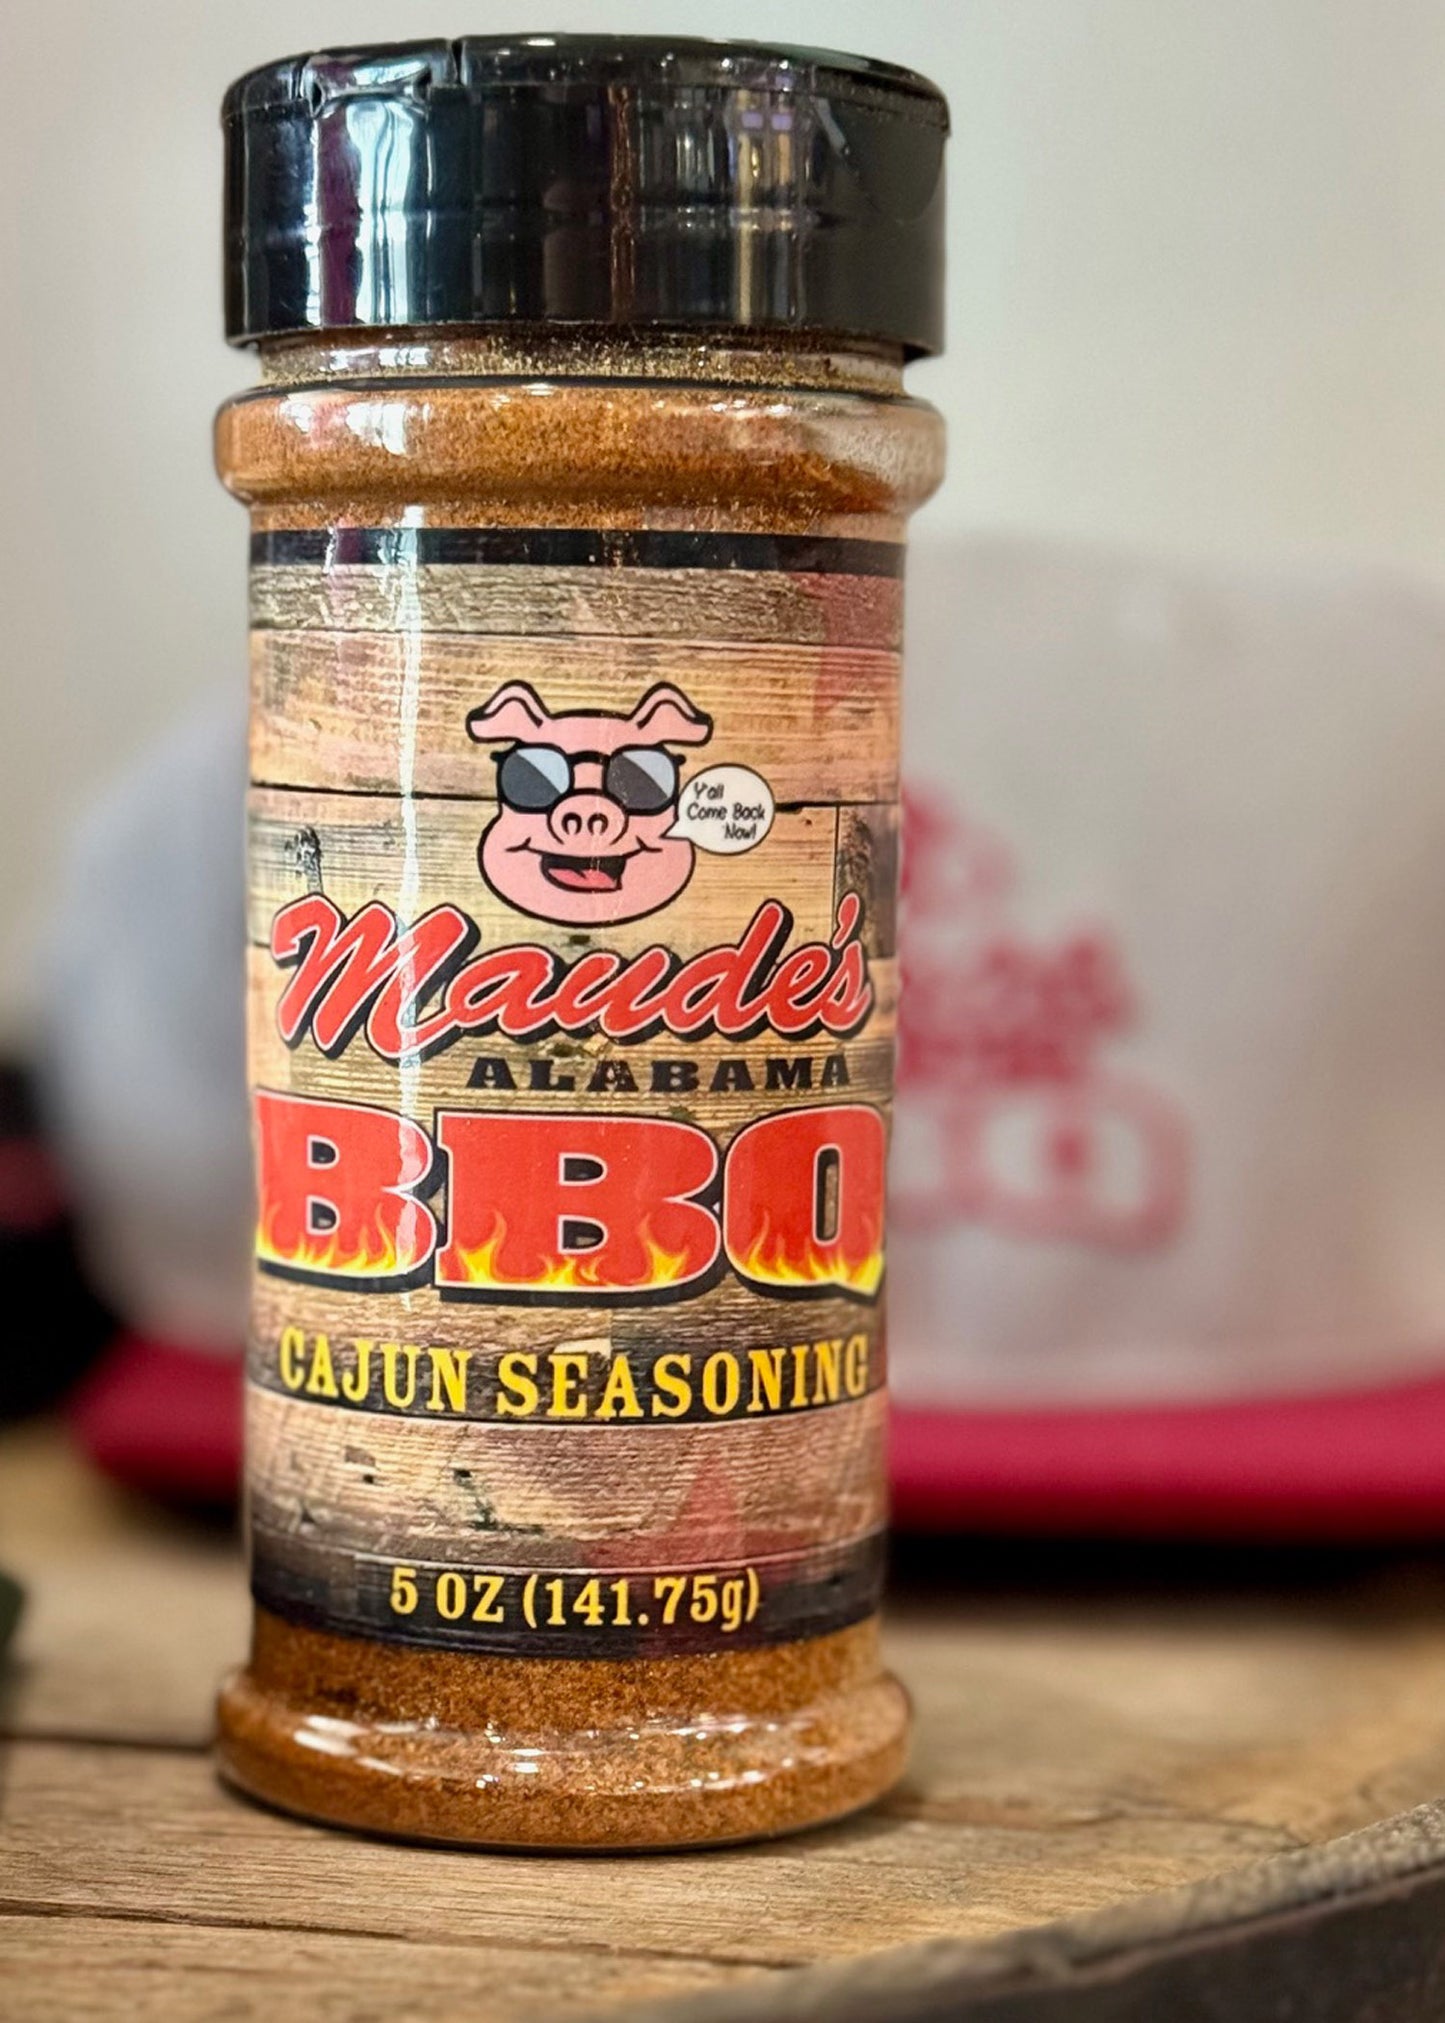 Y'all
Come Back
Now!
Maude's
ALABAMA
BBQ
CAJUN SEASONING
5 OZ (141.75g)